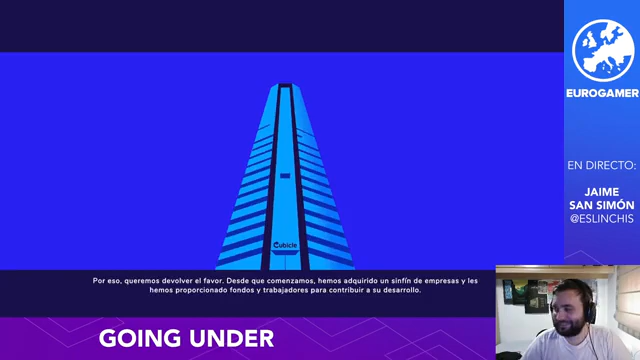 EUROGAMER
EN DIRECTO:
JAIME
SAN SIMÓN
@ESLINCHIS
Cubicle
Por eso, queremos devolver el favor. Desde que comenzamos, hemos adquirido un sinfín de empresas y les
hemos proporcionado fondos y trabajadores para contribuir a su desarrollo.
GOING UNDER